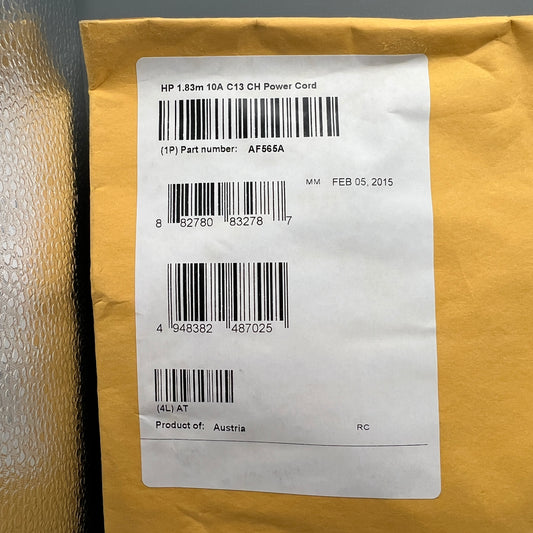 HP 1.83m 10A C13 CH Power Cord
(1P) Part number: AF565A
MM FEB 05, 2015
8 82780 83278 7
4 948382 487025
(4L) AT
Product of: Austria RC